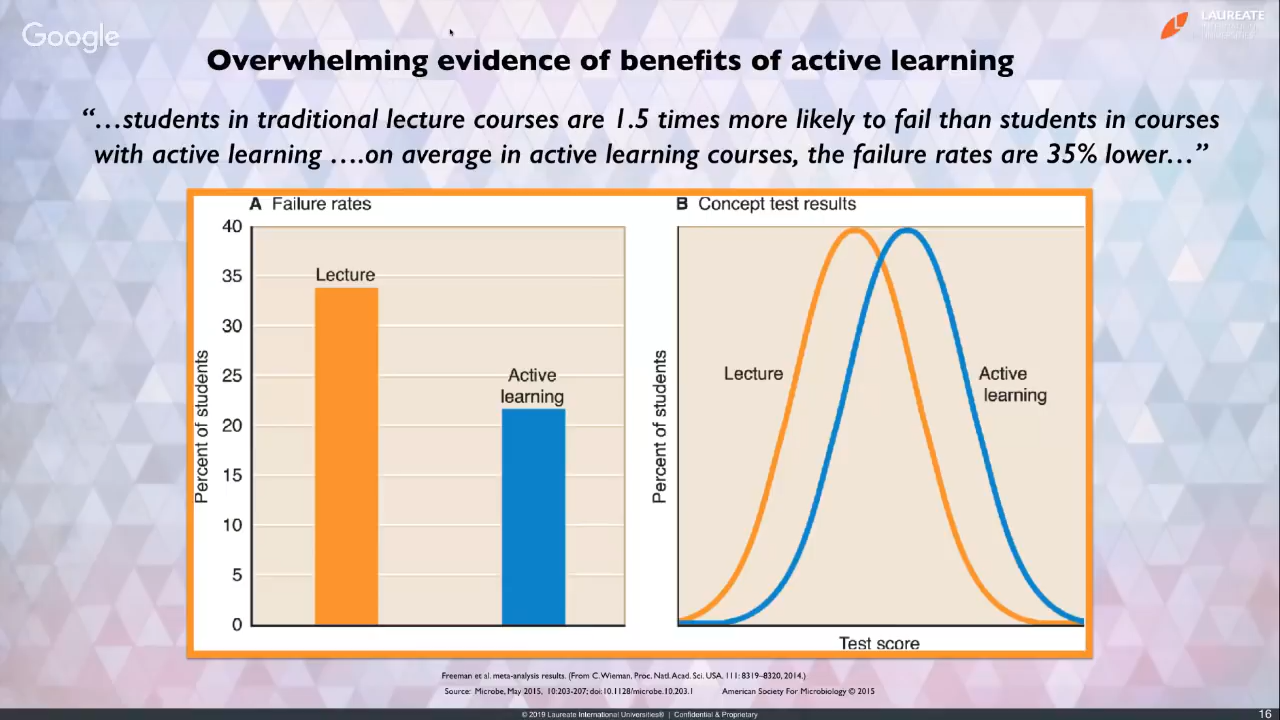 Google
LAUREATE
INTERNATIONAL
UNIVERSITIES
Overwhelming evidence of benefits of active learning
“…students in traditional lecture courses are 1.5 times more likely to fail than students in courses
with active learning ….on average in active learning courses, the failure rates are 35% lower…”
A Failure rates
40
35
30
25
20
15
10
5
0
Percent of students
Lecture
Active
learning
B Concept test results
Percent of students
Lecture
Active
learning
Test score
Freeman et al. meta-analysis results. (From C. Wieman, Proc. Natl. Acad. Sci. USA. 111: 8319–8320, 2014.)
Source: Microbe, May 2015, 10:203-207; doi:10.1128/microbe.10.203.1 American Society For Microbiology © 2015
© 2019 Laureate International Universities® | Confidential & Proprietary
16